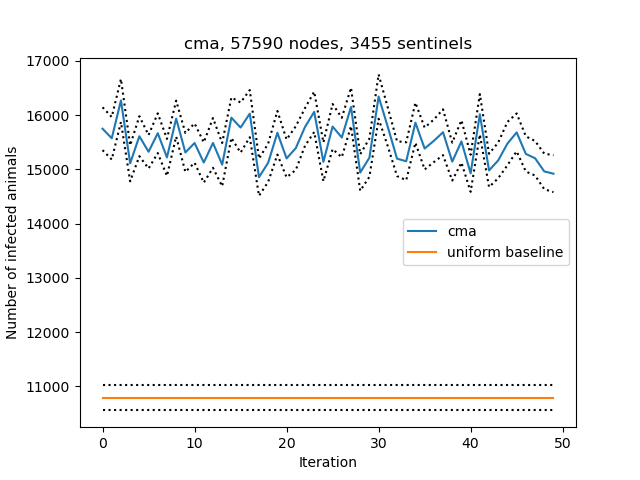 cma, 57590 nodes, 3455 sentinels
17000
16000
15000
14000
13000
12000
11000
Number of infected animals
cma
uniform baseline
0 10 20 30 40 50
Iteration